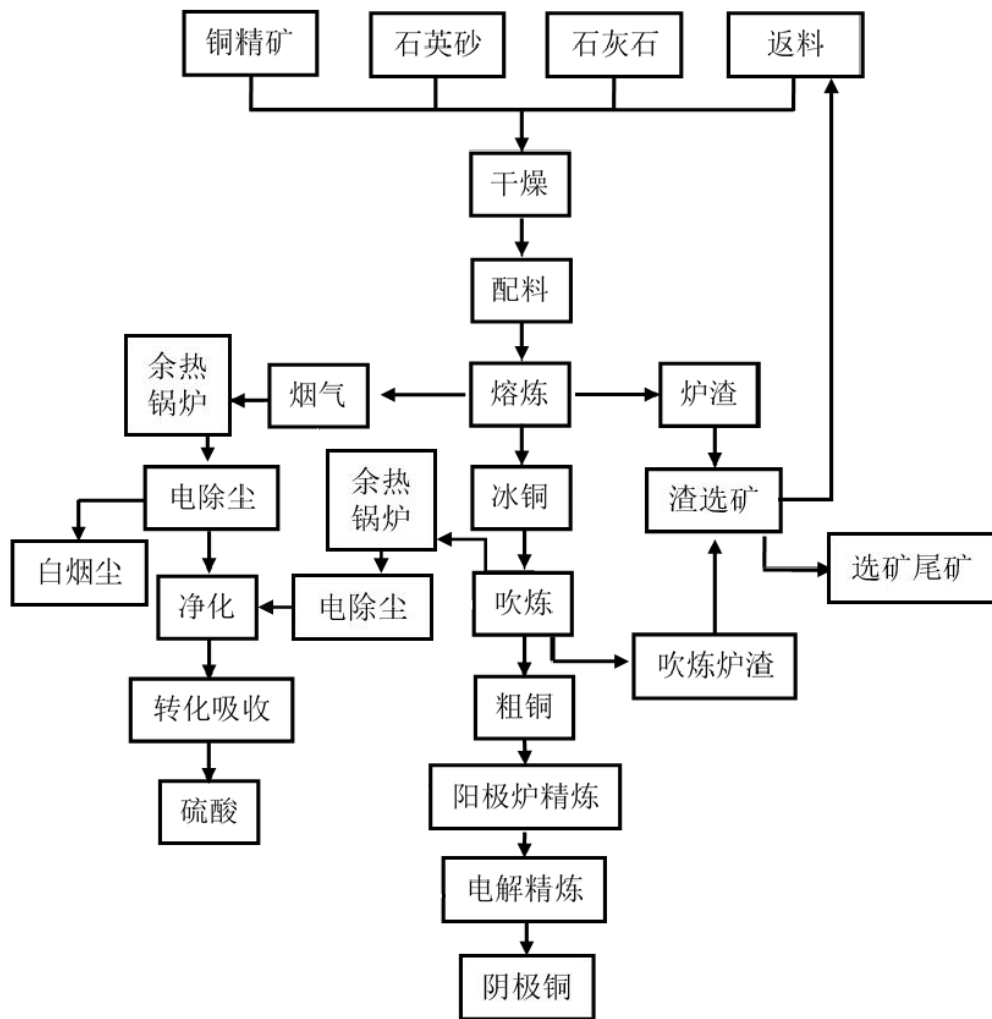 铜精矿
石英砂
石灰石
返料
干燥
配料
余热
锅炉
烟气
熔炼
炉渣
电除尘
余热
锅炉
冰铜
渣选矿
白烟尘
选矿尾矿
净化
电除尘
吹炼
吹炼炉渣
转化吸收
粗铜
硫酸
阳极炉精炼
电解精炼
阴极铜